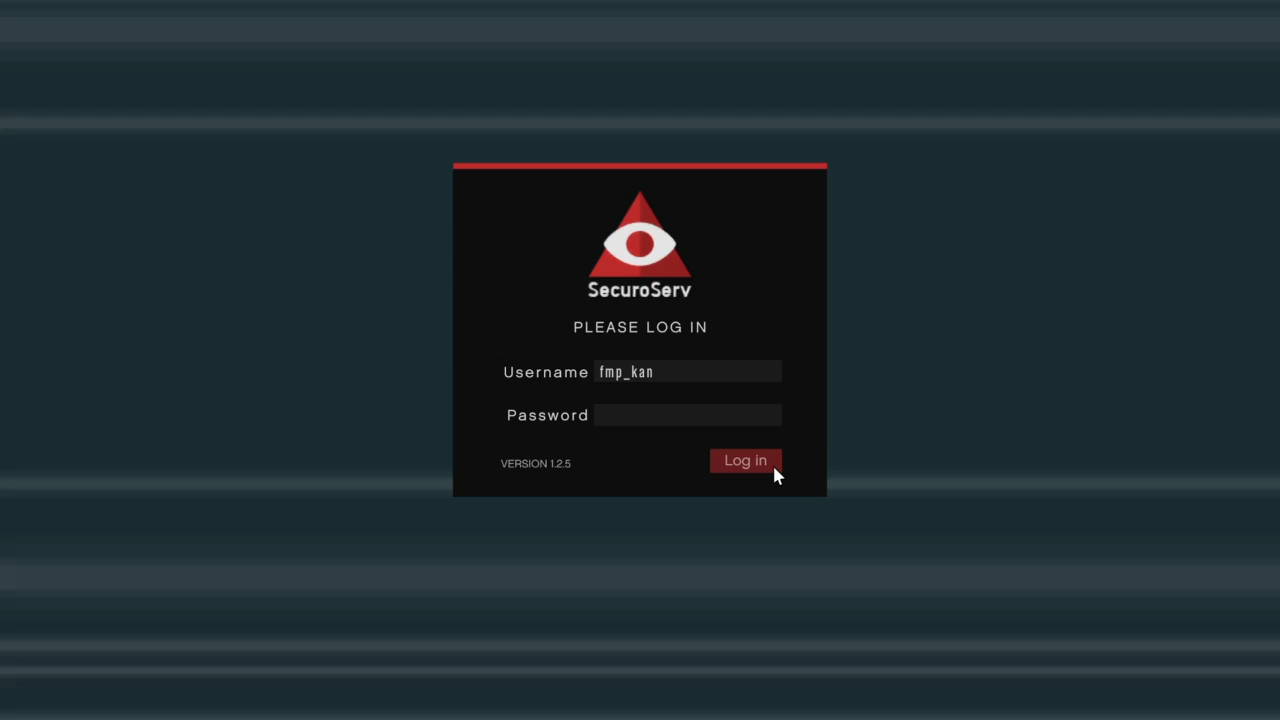 SecuroServ
PLEASE LOG IN
Username fmp_kan
Password
VERSION 1.2.5
Log in